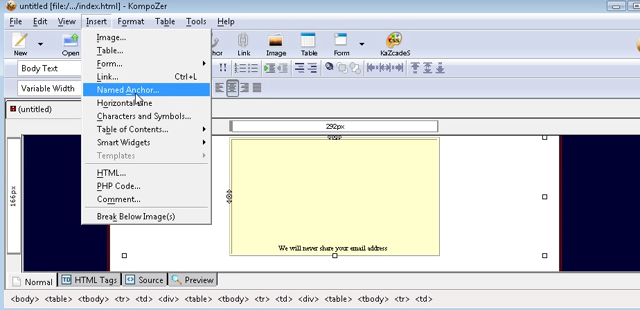 untitled [file:/.../index.html] - KompoZer
File Edit View Insert Format Table Tools Help
New Open Link Image Table Form KaZcadeS
Body Text
Variable Width
(untitled)
Image...
Table...
Form...
Link... Ctrl+L
Named Anchor...
Horizontal Line
Characters and Symbols...
Table of Contents...
Smart Widgets
Templates
HTML...
PHP Code...
Comment...
Break Below Image(s)
292px
166px
We will never share your email address
Normal HTML Tags Source Preview
<body> <table> <tbody> <tr> <td> <div> <table> <tbody> <tr> <td> <div> <table> <tbody> <tr> <td>